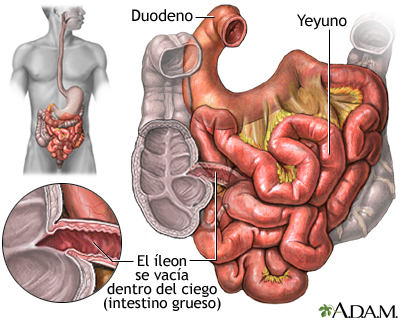 Duodeno
Yeyuno
El íleon
se vacía
dentro del ciego
(intestino grueso)
A.D.A.M.